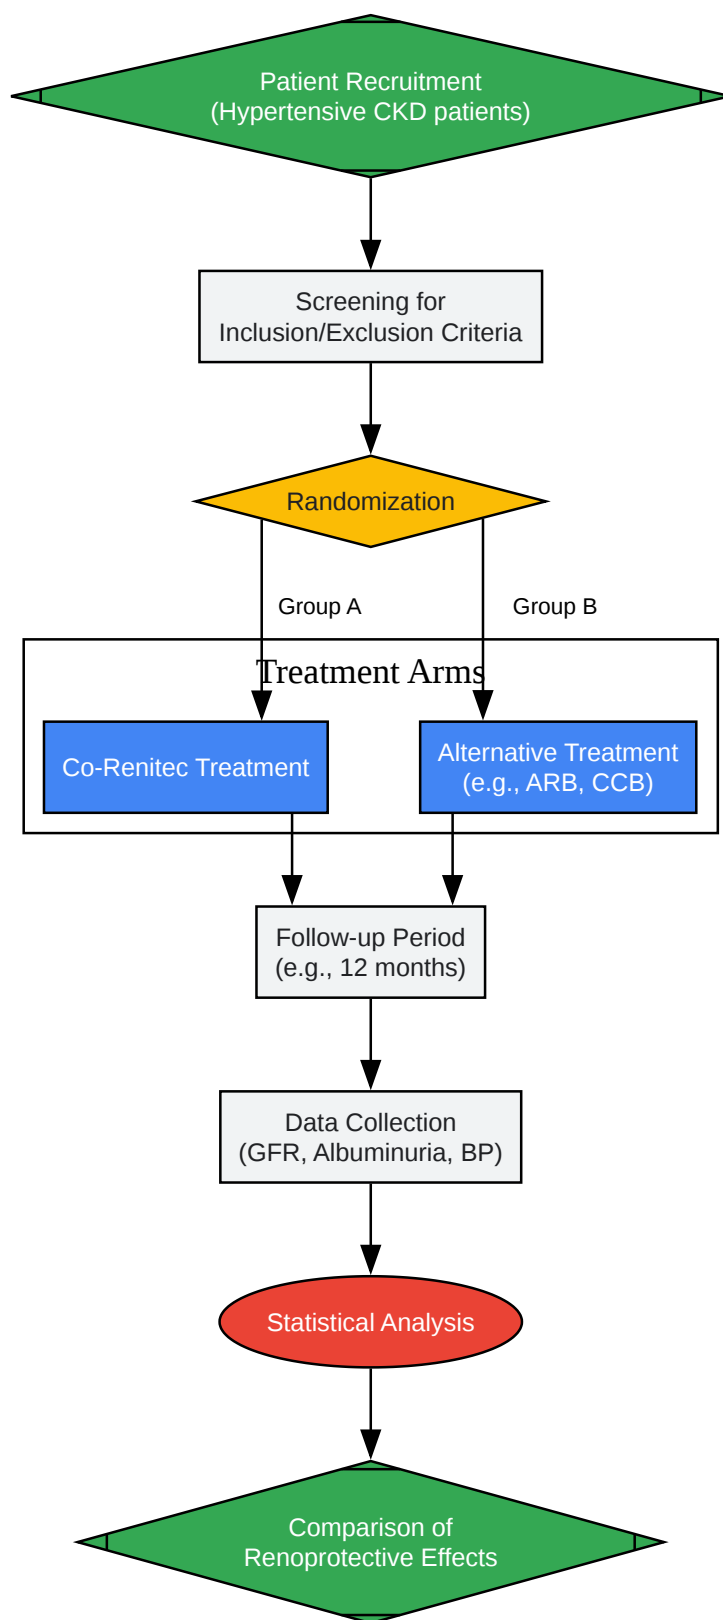 Patient Recruitment
(Hypertensive CKD patients)
Screening for
Inclusion/Exclusion Criteria
Randomization
Group A
Group B
Treatment Arms
Co-Renitec Treatment
Alternative Treatment
(e.g., ARB, CCB)
Follow-up Period
(e.g., 12 months)
Data Collection
(GFR, Albuminuria, BP)
Statistical Analysis
Comparison of
Renoprotective Effects